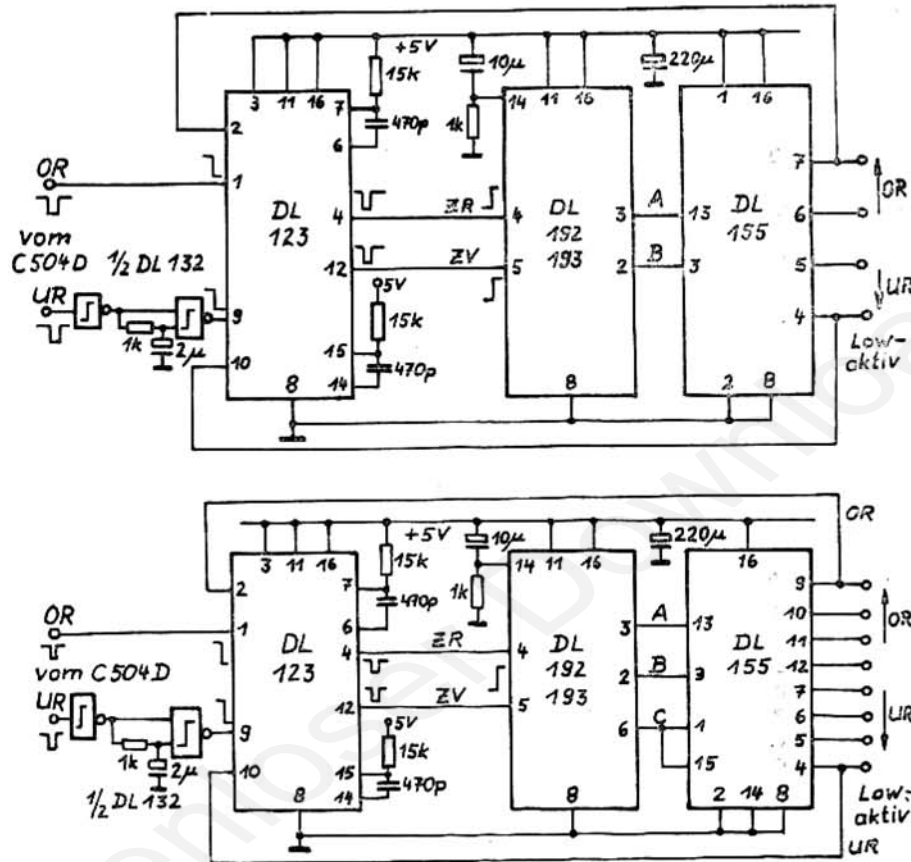 +5V
10µ
220µ
15k
3 11 16
7
470p
6
14
1k
11 16
1 16
2
OR
1
vom
C504D ½ DL 132
UR
1k
2µ
9
10
DL
123
4
ZR
4
12
ZV
5
5V
15k
15
470p
14
8
DL
192
193
3
A
13
2
B
3
8
DL
155
7
6
5
4
OR
UR
Low-
aktiv
2 8
OR
+5V
10µ
220µ
15k
3 11 16
7
470p
6
14
1k
11 16
16
2
OR
1
vom C504D
UR
1k
2µ
½ DL 132
9
10
DL
123
4
ZR
4
12
ZV
5
5V
15k
15
470p
14
8
DL
192
193
3
A
13
2
B
6
C
1
15
8
DL
155
9
10
11
12
7
6
5
4
OR
UR
Low-
aktiv
2 14 8
UR